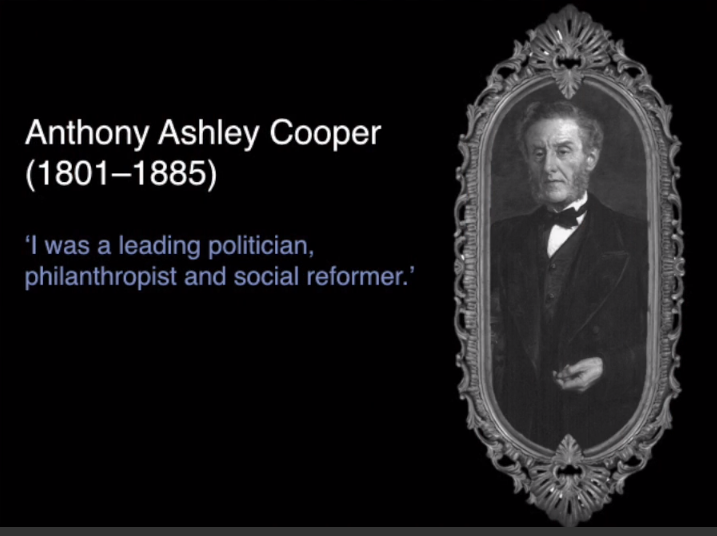 Anthony Ashley Cooper
(1801–1885)
‘I was a leading politician,
philanthropist and social reformer.’